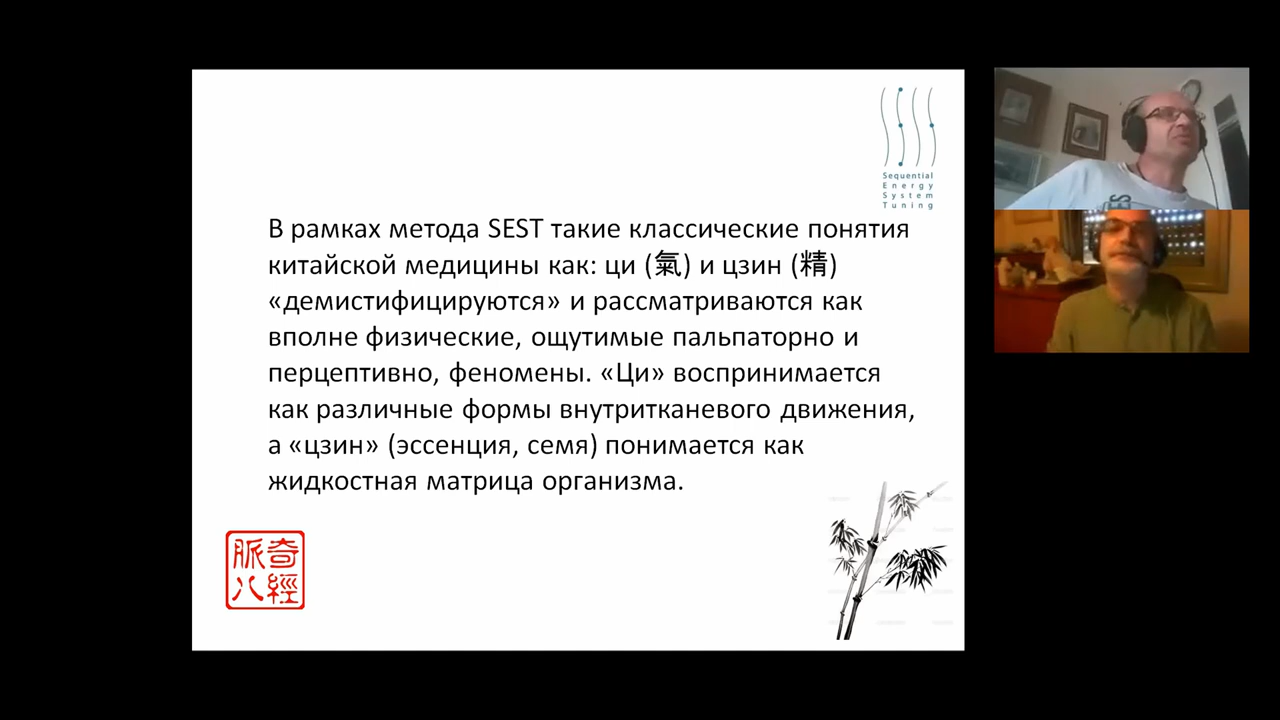 Sequential
Energy
System
Tuning
В рамках метода SEST такие классические понятия
китайской медицины как: ци (氣) и цзин (精)
«демистифицируются» и рассматриваются как
вполне физические, ощутимые пальпаторно и
перцептивно, феномены. «Ци» воспринимается
как различные формы внутритканевого движения,
а «цзин» (эссенция, семя) понимается как
жидкостная матрица организма.
奇經
八脈